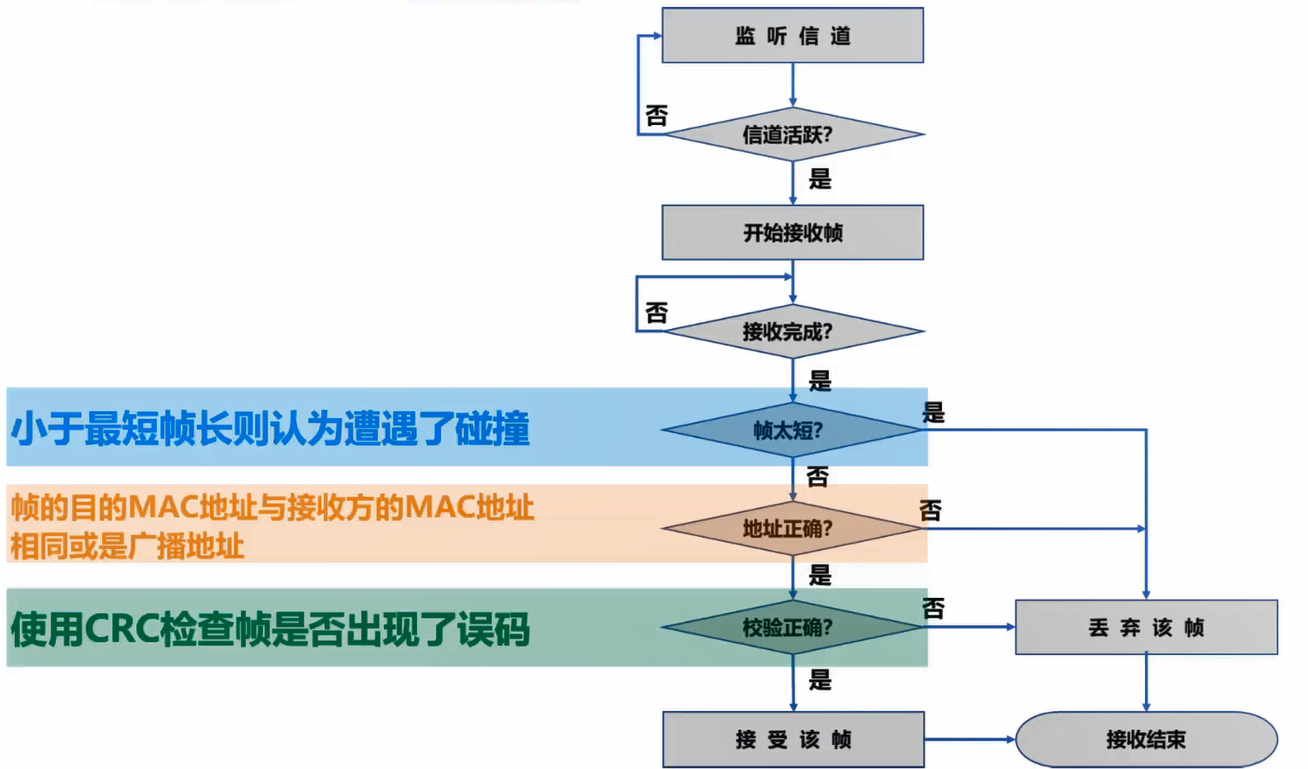 监 听 信 道
否
信道活跃?
是
开始接收帧
否
接收完成?
是
小于最短帧长则认为遭遇了碰撞
帧太短?
是
否
帧的目的MAC地址与接收方的MAC地址
相同或是广播地址
地址正确?
否
是
使用CRC检查帧是否出现了误码
校验正确?
否
丢 弃 该 帧
是
接 受 该 帧
接收结束